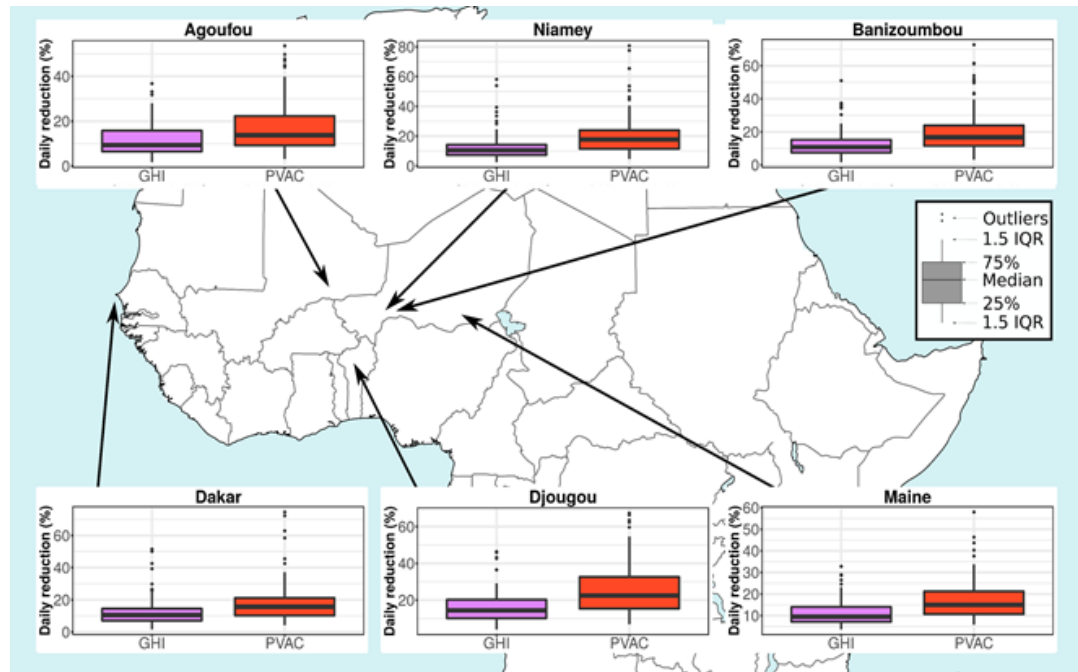 Agoufou
Daily reduction (%)
40
20
0
GHI
PVAC
Niamey
Daily reduction (%)
80
60
40
20
0
GHI
PVAC
Banizoumbou
Daily reduction (%)
60
40
20
0
GHI
PVAC
Outliers
1.5 IQR
75%
Median
25%
1.5 IQR
Dakar
Daily reduction (%)
60
40
20
0
GHI
PVAC
Djougou
Daily reduction (%)
60
40
20
GHI
PVAC
Maine
Daily reduction (%)
60
50
40
30
20
10
GHI
PVAC